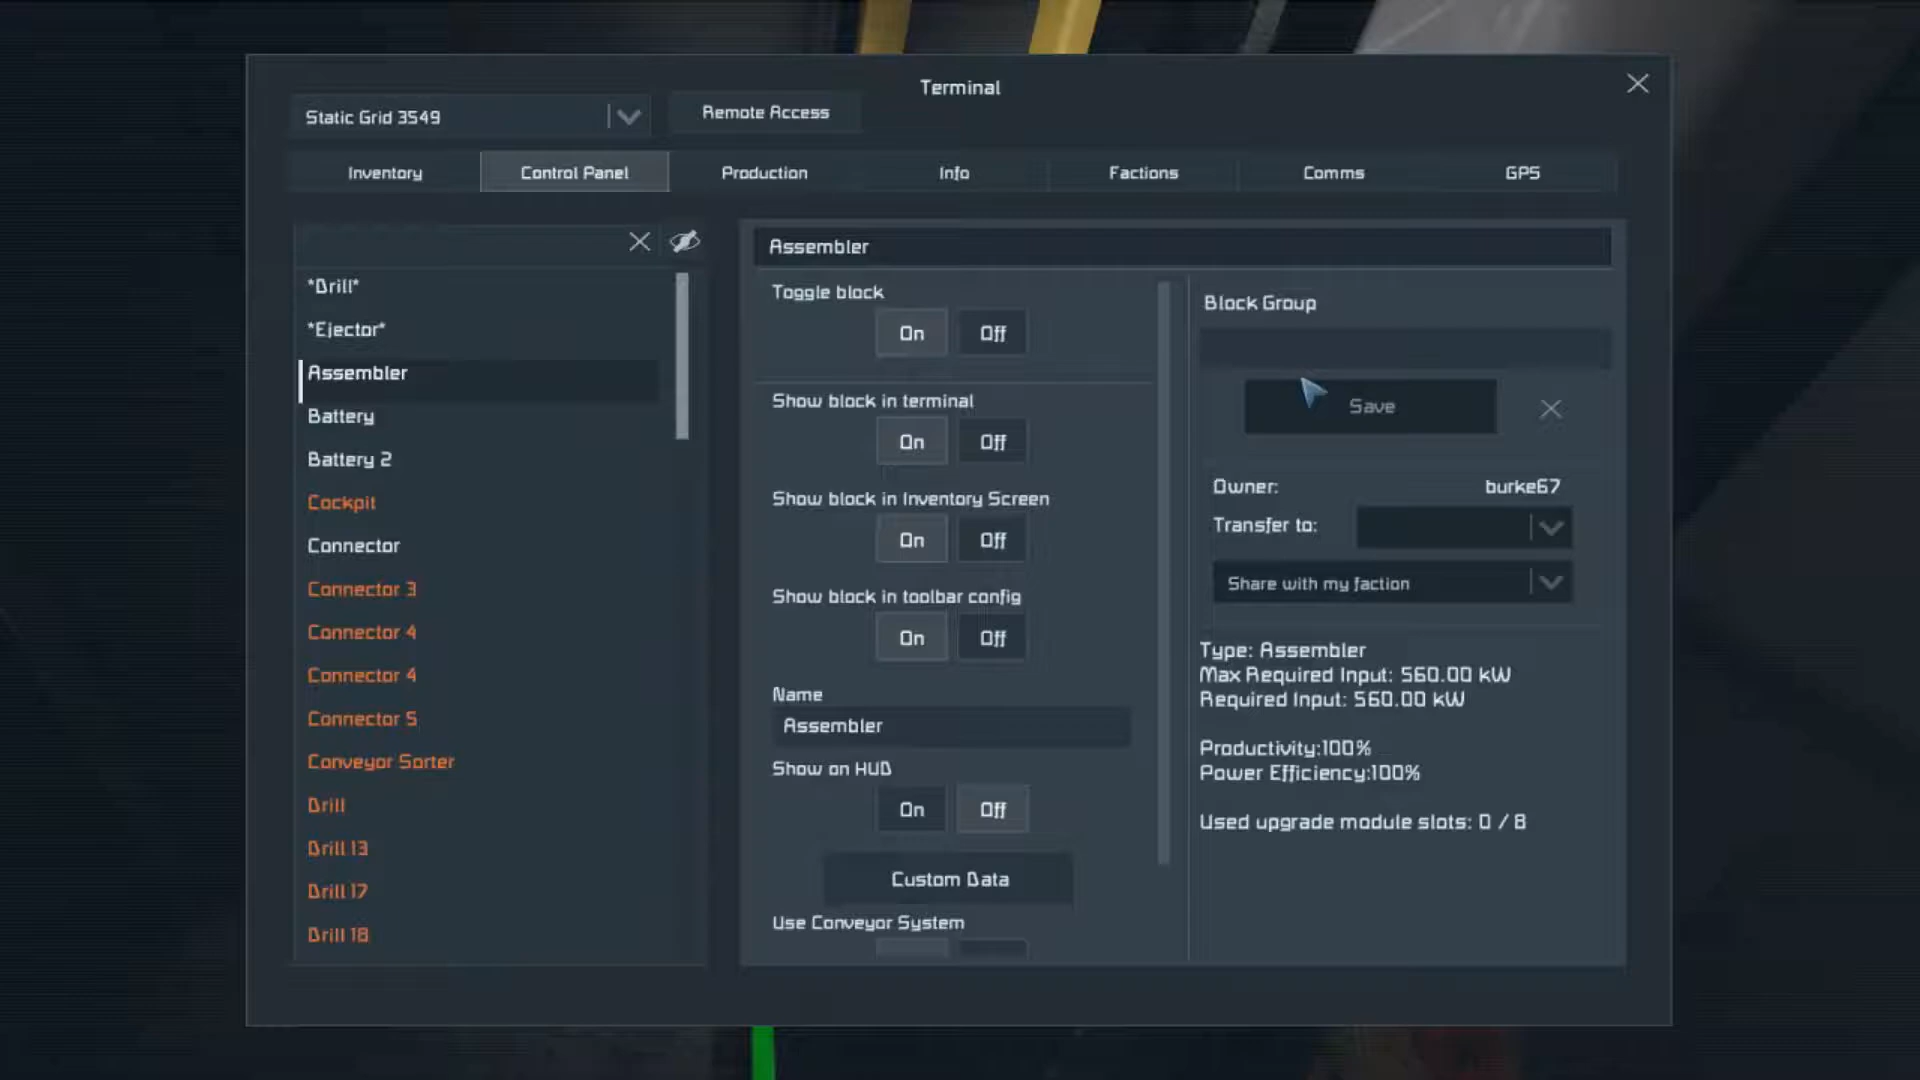 Terminal
Static Grid 3549
Remote Access
Inventory
Control Panel
Production
Info
Factions
Comms
GPS
*Drill*
*Ejector*
Assembler
Battery
Battery 2
Cockpit
Connector
Connector 3
Connector 4
Connector 4
Connector 5
Conveyor Sorter
Drill
Drill 13
Drill 17
Drill 18
Assembler
Toggle block
On Off
Show block in terminal
On Off
Show block in Inventory Screen
On Off
Show block in toolbar config
On Off
Name
Assembler
Show on HUD
On Off
Custom Data
Use Conveyor System
Block Group
Save
Owner: burke67
Transfer to:
Share with my faction
Type: Assembler
Max Required Input: 560.00 kW
Required Input: 560.00 kW
Productivity:100%
Power Efficiency:100%
Used upgrade module slots: 0 / 8